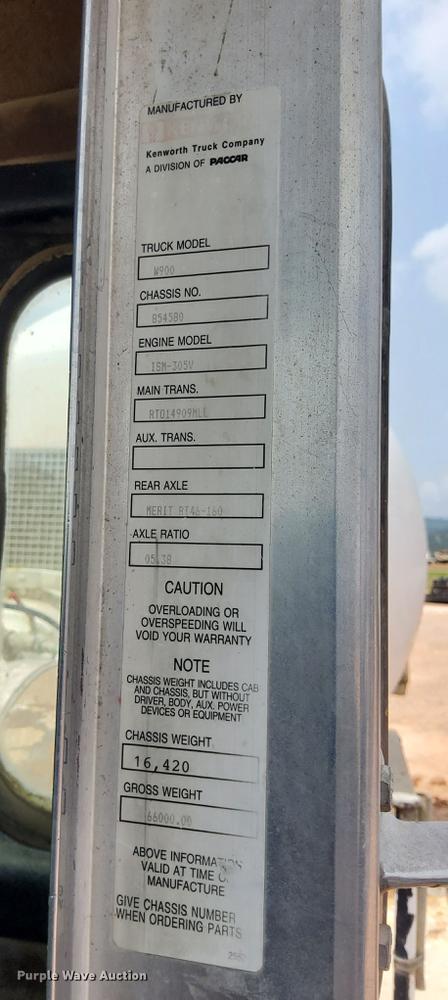 MANUFACTURED BY
Kenworth Truck Company
A DIVISION OF PACCAR
TRUCK MODEL
W900
CHASSIS NO.
854580
ENGINE MODEL
ISM-305V
MAIN TRANS.
RTO14909MLL
AUX. TRANS.
REAR AXLE
MERIT RT46-160
AXLE RATIO
05.38
CAUTION
OVERLOADING OR
OVERSPEEDING WILL
VOID YOUR WARRANTY
NOTE
CHASSIS WEIGHT INCLUDES CAB
AND CHASSIS, BUT WITHOUT
DRIVER, BODY, AUX. POWER
DEVICES OR EQUIPMENT
CHASSIS WEIGHT
16,420
GROSS WEIGHT
66000.00
ABOVE INFORMATION
VALID AT TIME OF
MANUFACTURE
GIVE CHASSIS NUMBER
WHEN ORDERING PARTS
Purple Wave Auction